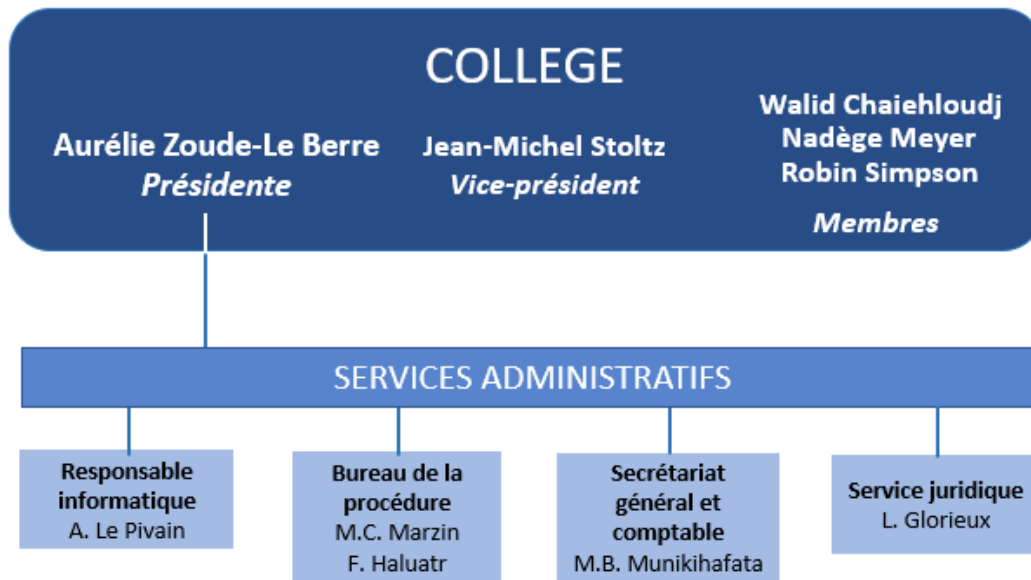 COLLEGE
Aurélie Zoude-Le Berre
Présidente
Jean-Michel Stoltz
Vice-président
Walid Chaiehloudj
Nadège Meyer
Robin Simpson
Membres
SERVICES ADMINISTRATIFS
Responsable
informatique
A. Le Pivain
Bureau de la
procédure
M.C. Marzin
F. Haluatr
Secrétariat
général et
comptable
M.B. Munikihafata
Service juridique
L. Glorieux